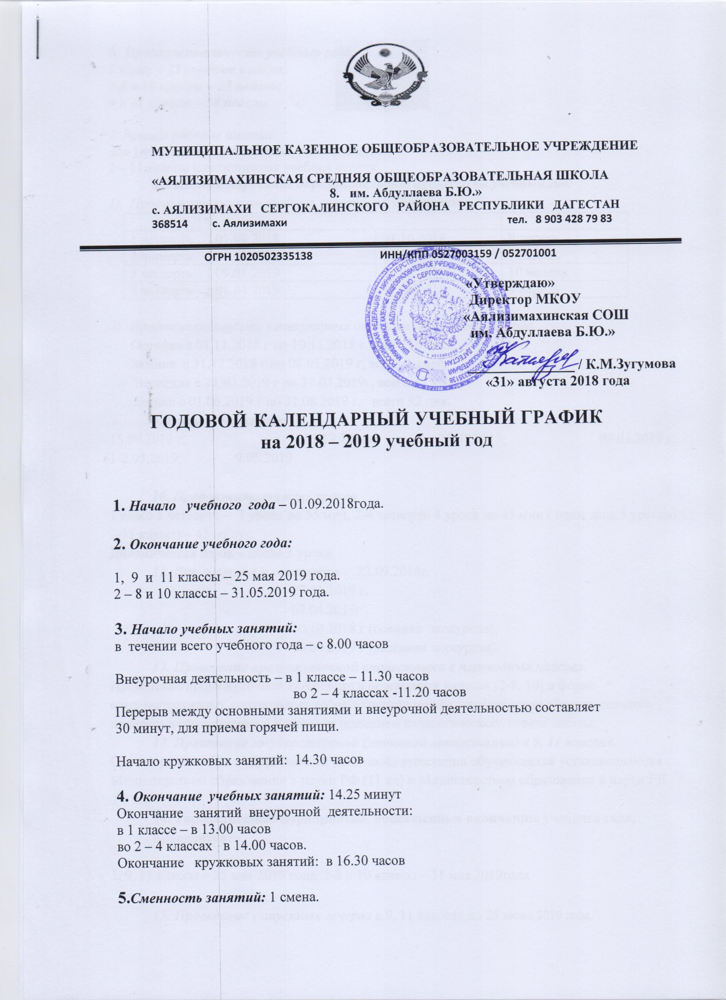 МУНИЦИПАЛЬНОЕ КАЗЕННОЕ ОБЩЕОБРАЗОВАТЕЛЬНОЕ УЧРЕЖДЕНИЕ
«АЯЛИЗИМАХИНСКАЯ СРЕДНЯЯ ОБЩЕОБРАЗОВАТЕЛЬНАЯ ШКОЛА
8. им. Абдуллаева Б.Ю.»
с. АЯЛИЗИМАХИ СЕРГОКАЛИНСКОГО РАЙОНА РЕСПУБЛИКИ ДАГЕСТАН
368514 с. Аялизимахи тел. 8 903 428 79 83
ОГРН 1020502335138 ИНН/КПП 0527003159 / 052701001
«Утверждаю»
Директор МКОУ
«Аялизимахинская СОШ
им. Абдуллаева Б.Ю.»
/ К.М.Зугумова
«31» августа 2018 года
ГОДОВОЙ КАЛЕНДАРНЫЙ УЧЕБНЫЙ ГРАФИК
на 2018 – 2019 учебный год
1. Начало учебного года – 01.09.2018года.
2. Окончание учебного года:
1, 9 и 11 классы – 25 мая 2019 года.
2 – 8 и 10 классы – 31.05.2019 года.
3. Начало учебных занятий:
в течении всего учебного года – с 8.00 часов
Внеурочная деятельность – в 1 классе – 11.30 часов
во 2 – 4 классах -11.20 часов
Перерыв между основными занятиями и внеурочной деятельностью составляет
30 минут, для приема горячей пищи.
Начало кружковых занятий: 14.30 часов
4. Окончание учебных занятий: 14.25 минут
Окончание занятий внеурочной деятельности:
в 1 классе – в 13.00 часов
во 2 – 4 классах в 14.00 часов.
Окончание кружковых занятий: в 16.30 часов
5.Сменность занятий: 1 смена.